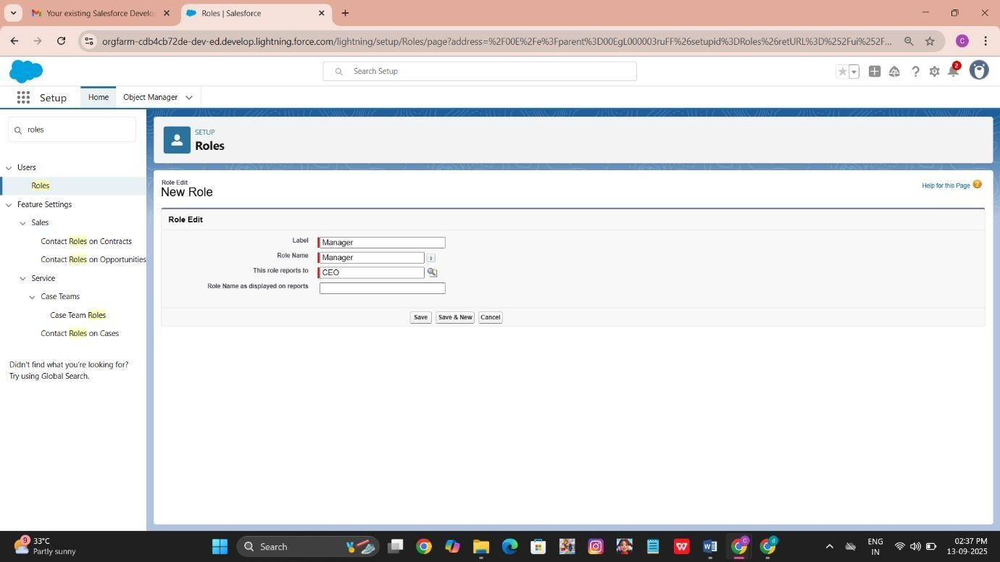 Your existing Salesforce Develo
Roles | Salesforce
orgfarm-cdb4cb72de-dev-ed.develop.lightning.force.com/lightning/setup/Roles/page?address=%2F00E%2Fe%3Fparent%3D00EgL000003ruFF%26setupid%3DRoles%26retURL%3D%252Fui%252F...
C
Search Setup
2
Setup
Home
Object Manager
roles
SETUP
Roles
Users
Roles
Feature Settings
Sales
Contact Roles on Contracts
Contact Roles on Opportunities
Service
Case Teams
Case Team Roles
Contact Roles on Cases
Didn't find what you're looking for?
Try using Global Search.
Role Edit
New Role
Help for this Page ?
Role Edit
Label Manager
Role Name Manager i
This role reports to CEO
Role Name as displayed on reports
Save Save & New Cancel
9
33°C
Partly sunny
Search
W
C
d
ENG
IN
02:37 PM
13-09-2025